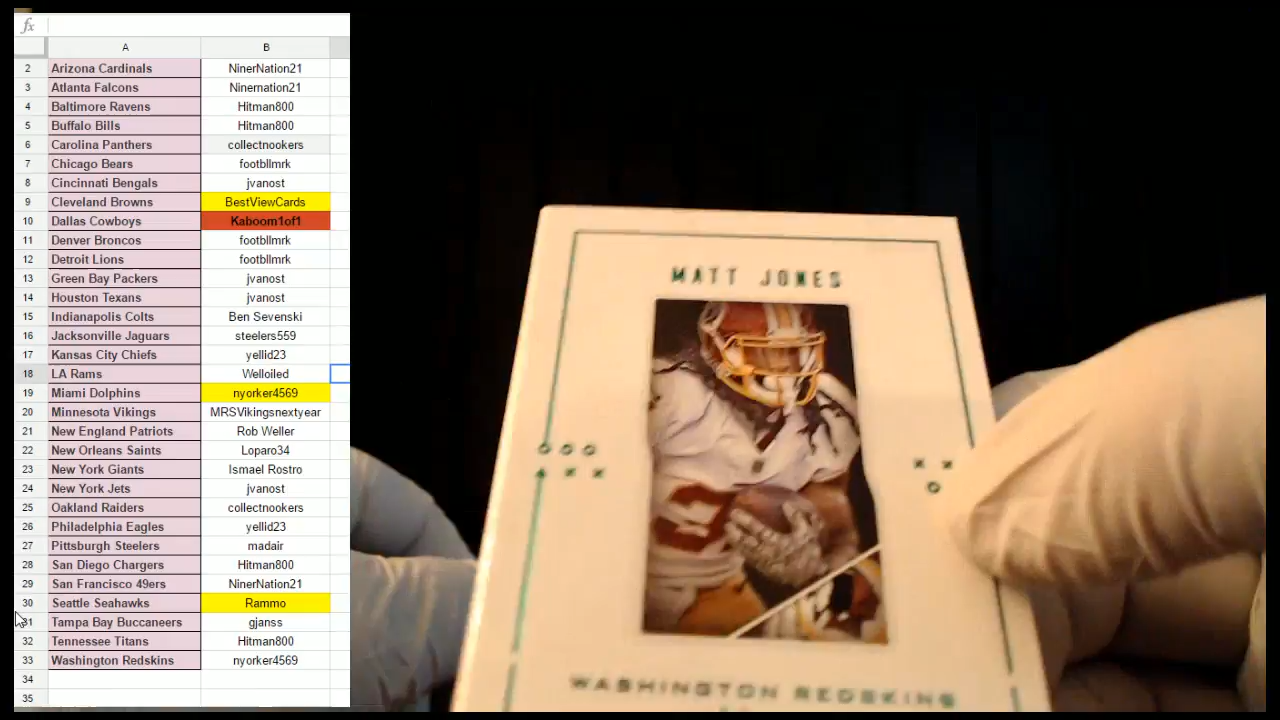 fx
A B
2 Arizona Cardinals NinerNation21
3 Atlanta Falcons Ninernation21
4 Baltimore Ravens Hitman800
5 Buffalo Bills Hitman800
6 Carolina Panthers collectnookers
7 Chicago Bears footbllmrk
8 Cincinnati Bengals jvanost
9 Cleveland Browns BestViewCards
10 Dallas Cowboys Kaboom1of1
11 Denver Broncos footbllmrk
12 Detroit Lions footbllmrk
13 Green Bay Packers jvanost
14 Houston Texans jvanost
15 Indianapolis Colts Ben Sevenski
16 Jacksonville Jaguars steelers559
17 Kansas City Chiefs yellid23
18 LA Rams Welloiled
19 Miami Dolphins nyorker4569
20 Minnesota Vikings MRSVikingsnextyear
21 New England Patriots Rob Weller
22 New Orleans Saints Loparo34
23 New York Giants Ismael Rostro
24 New York Jets jvanost
25 Oakland Raiders collectnookers
26 Philadelphia Eagles yellid23
27 Pittsburgh Steelers madair
28 San Diego Chargers Hitman800
29 San Francisco 49ers NinerNation21
30 Seattle Seahawks Rammo
31 Tampa Bay Buccaneers gjanss
32 Tennessee Titans Hitman800
33 Washington Redskins nyorker4569
34
35
MATT JONES
WASHINGTON REDSKINS